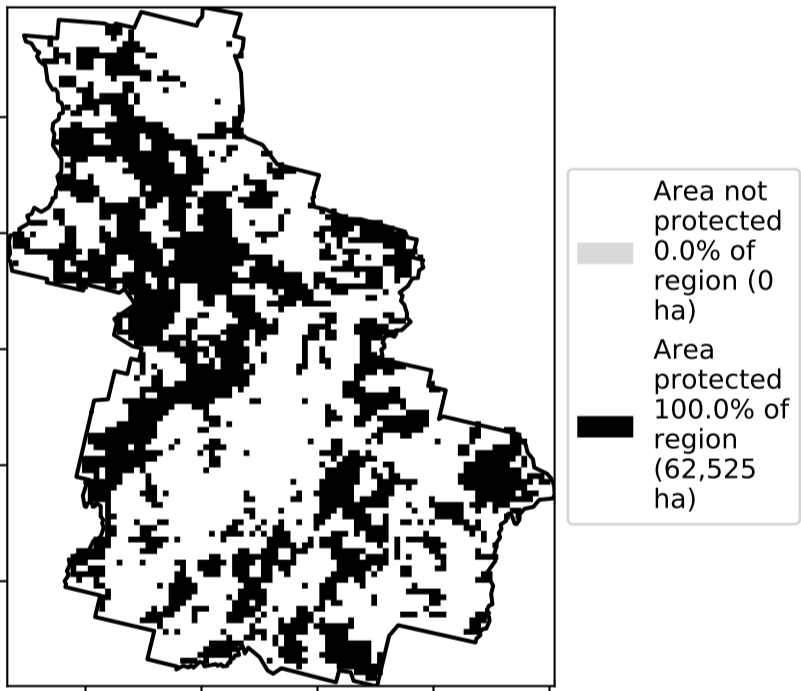 Area not
protected
0.0% of
region (0
ha)
Area
protected
100.0% of
region
(62,525
ha)